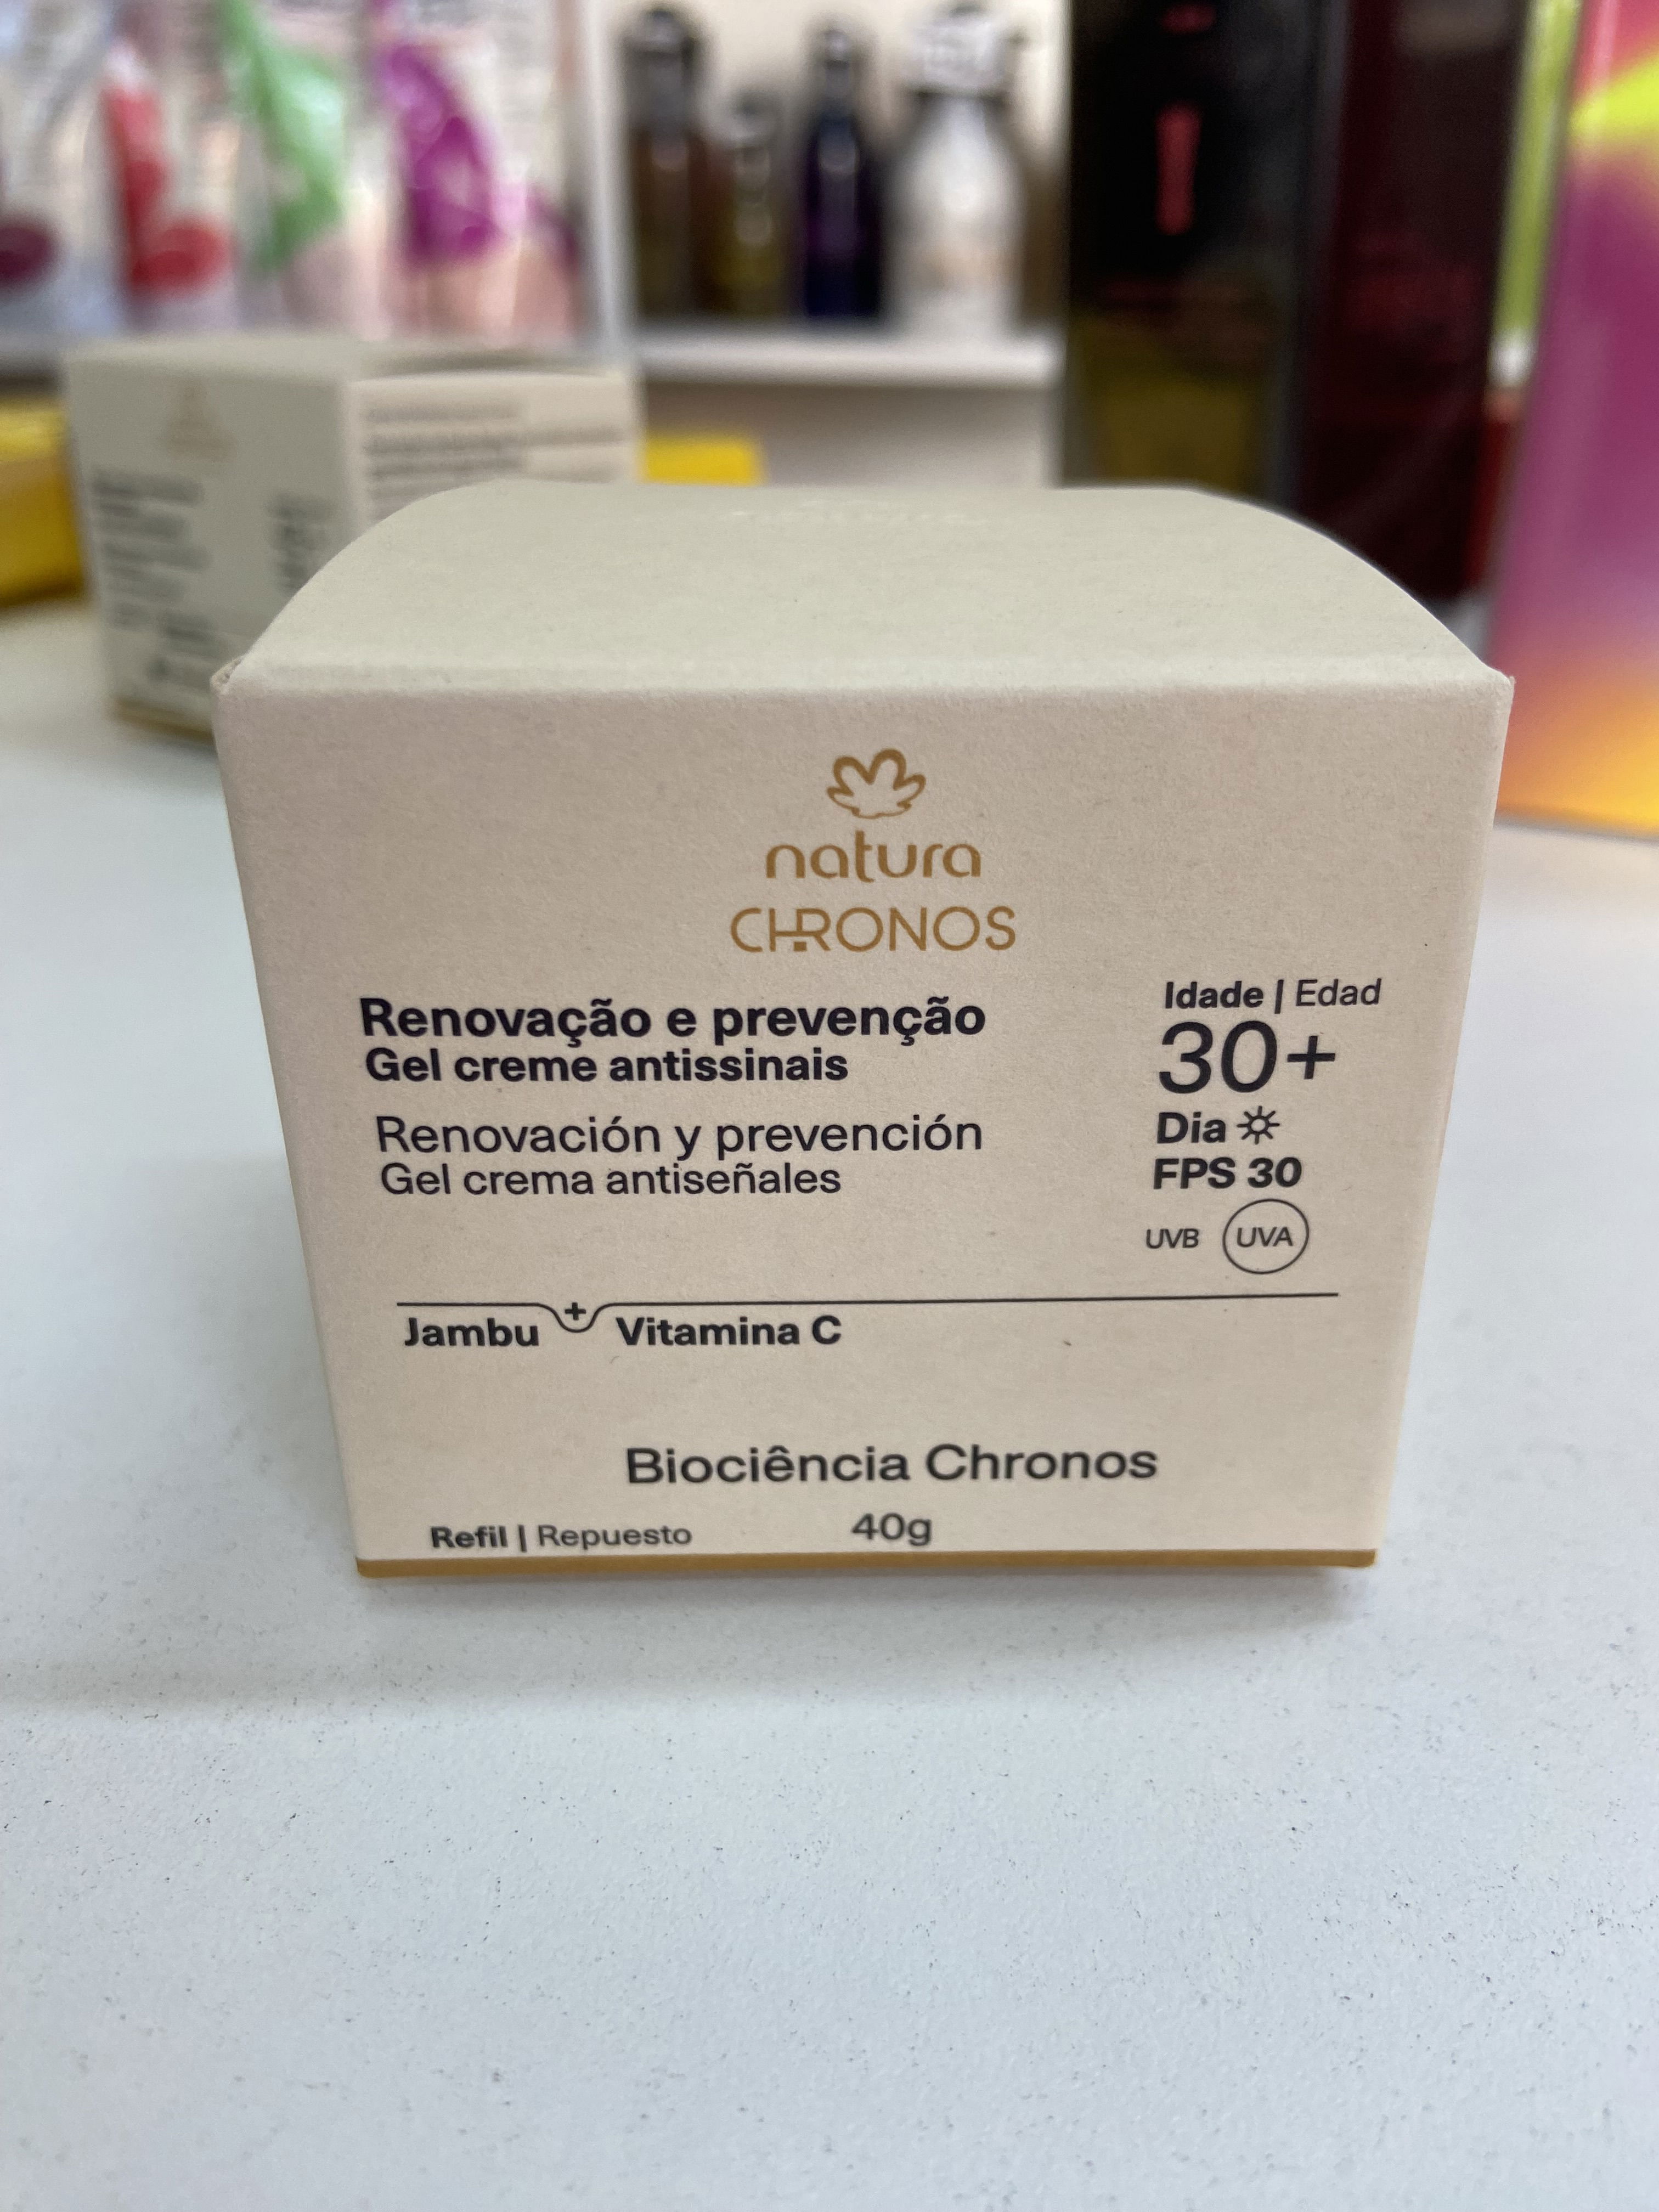 natura
CHRONOS
Renovação e prevenção
Gel creme antissinais
Renovación y prevención
Gel crema antiseñales
Idade | Edad
30+
Dia
FPS 30
UVB UVA
Jambu + Vitamina C
Biociência Chronos
Refil | Repuesto 40g